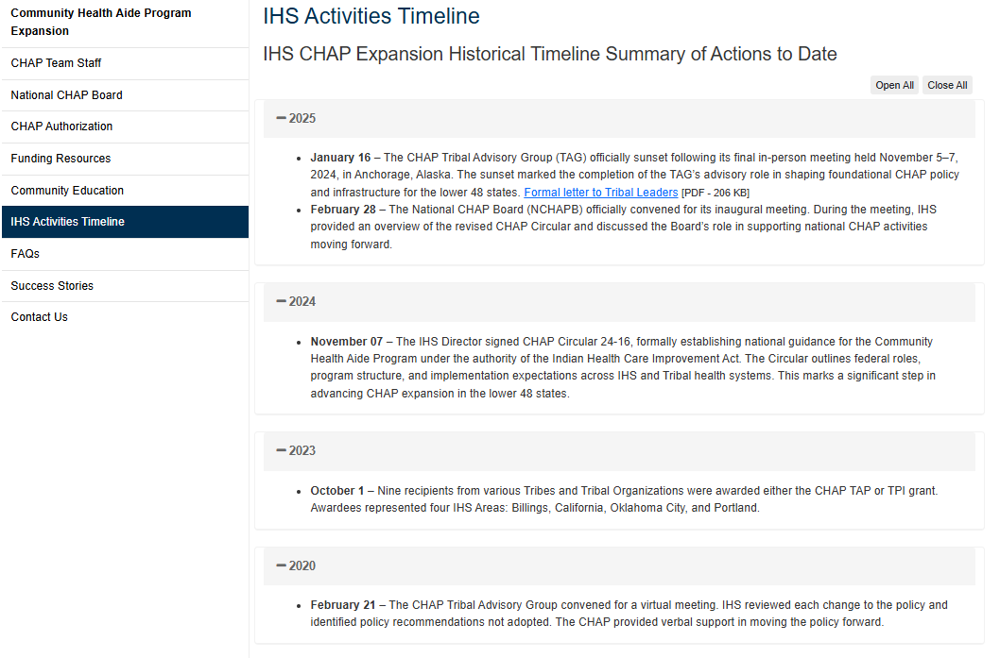 Community Health Aide Program
Expansion
CHAP Team Staff
National CHAP Board
CHAP Authorization
Funding Resources
Community Education
IHS Activities Timeline
FAQs
Success Stories
Contact Us
IHS Activities Timeline
IHS CHAP Expansion Historical Timeline Summary of Actions to Date
Open All Close All
2025
• January 16 – The CHAP Tribal Advisory Group (TAG) officially sunset following its final in-person meeting held November 5–7,
2024, in Anchorage, Alaska. The sunset marked the completion of the TAG's advisory role in shaping foundational CHAP policy
and infrastructure for the lower 48 states. Formal letter to Tribal Leaders [PDF - 206 KB]
• February 28 – The National CHAP Board (NCHAPB) officially convened for its inaugural meeting. During the meeting, IHS
provided an overview of the revised CHAP Circular and discussed the Board's role in supporting national CHAP activities
moving forward.
2024
• November 07 – The IHS Director signed CHAP Circular 24-16, formally establishing national guidance for the Community
Health Aide Program under the authority of the Indian Health Care Improvement Act. The Circular outlines federal roles,
program structure, and implementation expectations across IHS and Tribal health systems. This marks a significant step in
advancing CHAP expansion in the lower 48 states.
2023
• October 1 – Nine recipients from various Tribes and Tribal Organizations were awarded either the CHAP TAP or TPI grant.
Awardees represented four IHS Areas: Billings, California, Oklahoma City, and Portland.
2020
• February 21 – The CHAP Tribal Advisory Group convened for a virtual meeting. IHS reviewed each change to the policy and
identified policy recommendations not adopted. The CHAP provided verbal support in moving the policy forward.